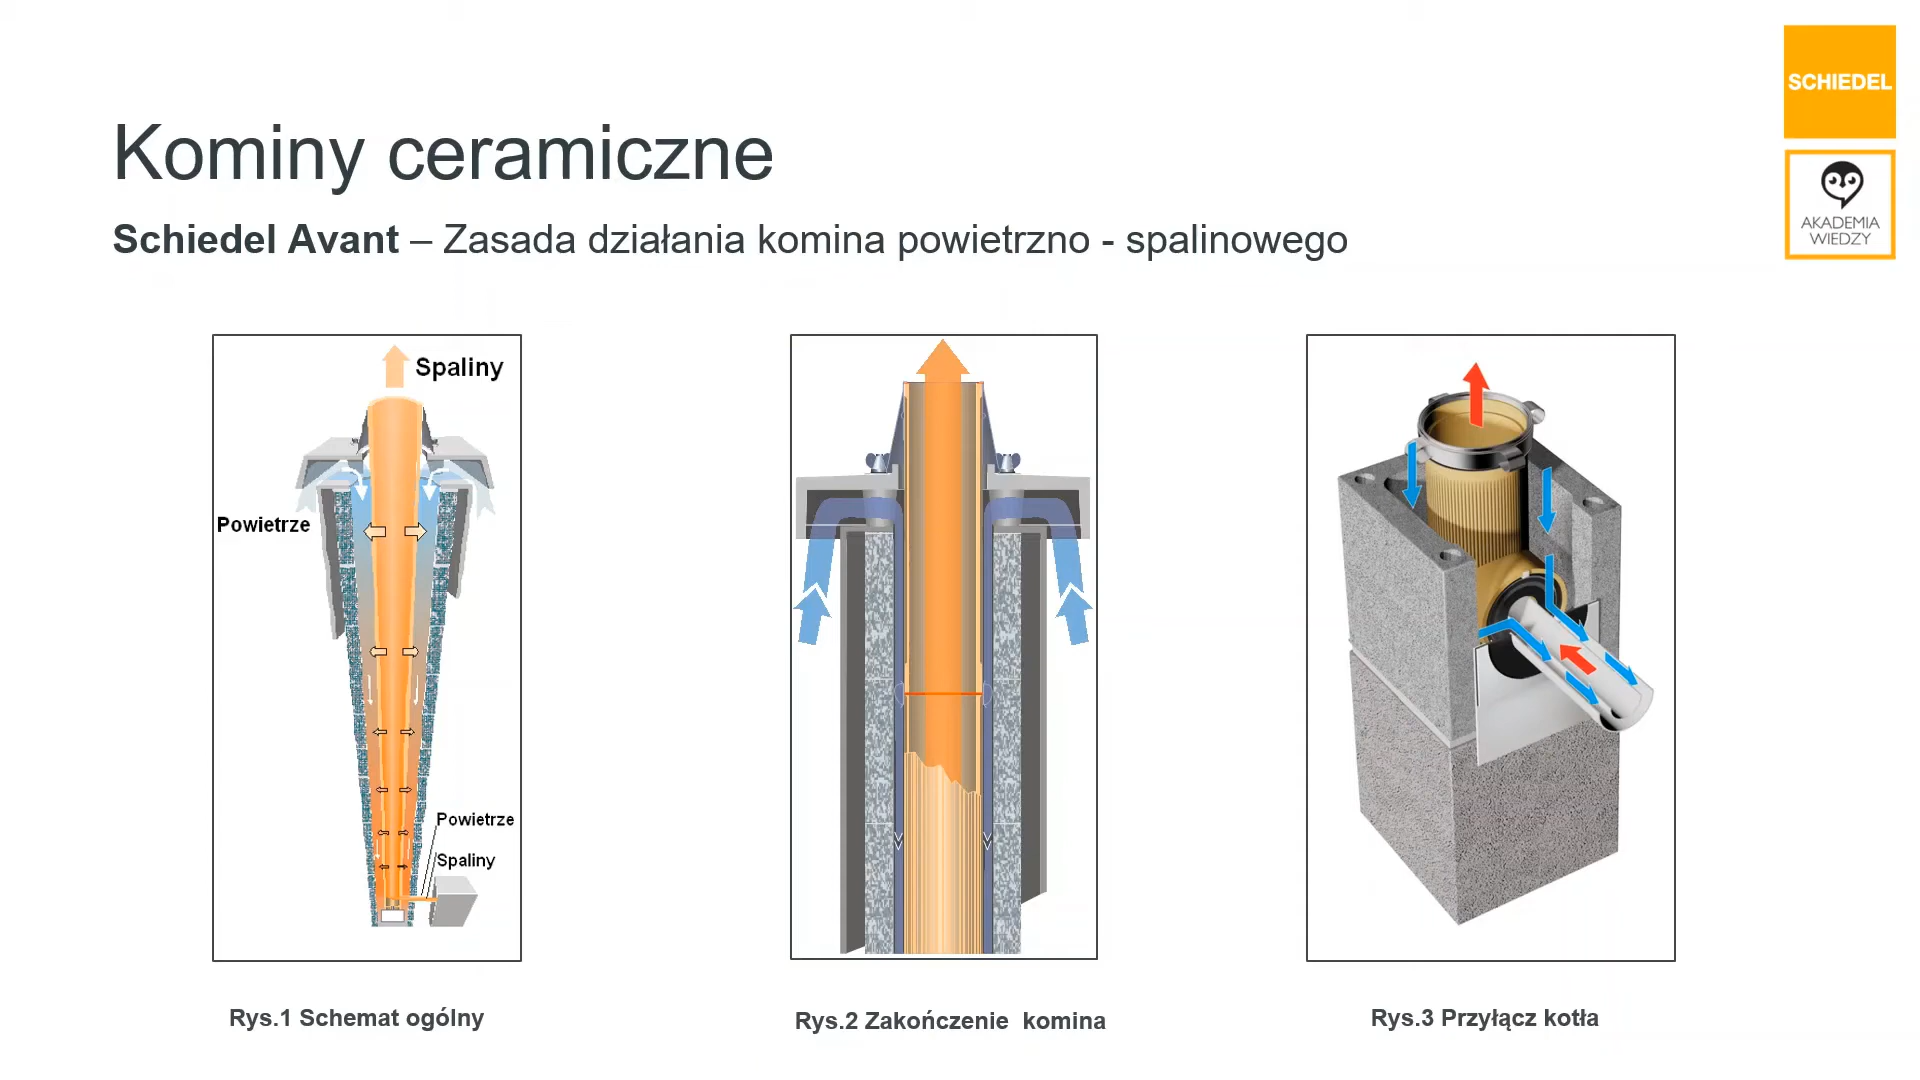 SCHIEDEL
AKADEMIA
WIEDZY
Kominy ceramiczne
Schiedel Avant – Zasada działania komina powietrzno - spalinowego
Spaliny
Powietrze
Powietrze
Spaliny
Rys.1 Schemat ogólny
Rys.2 Zakończenie  komina
Rys.3 Przyłącz kotła